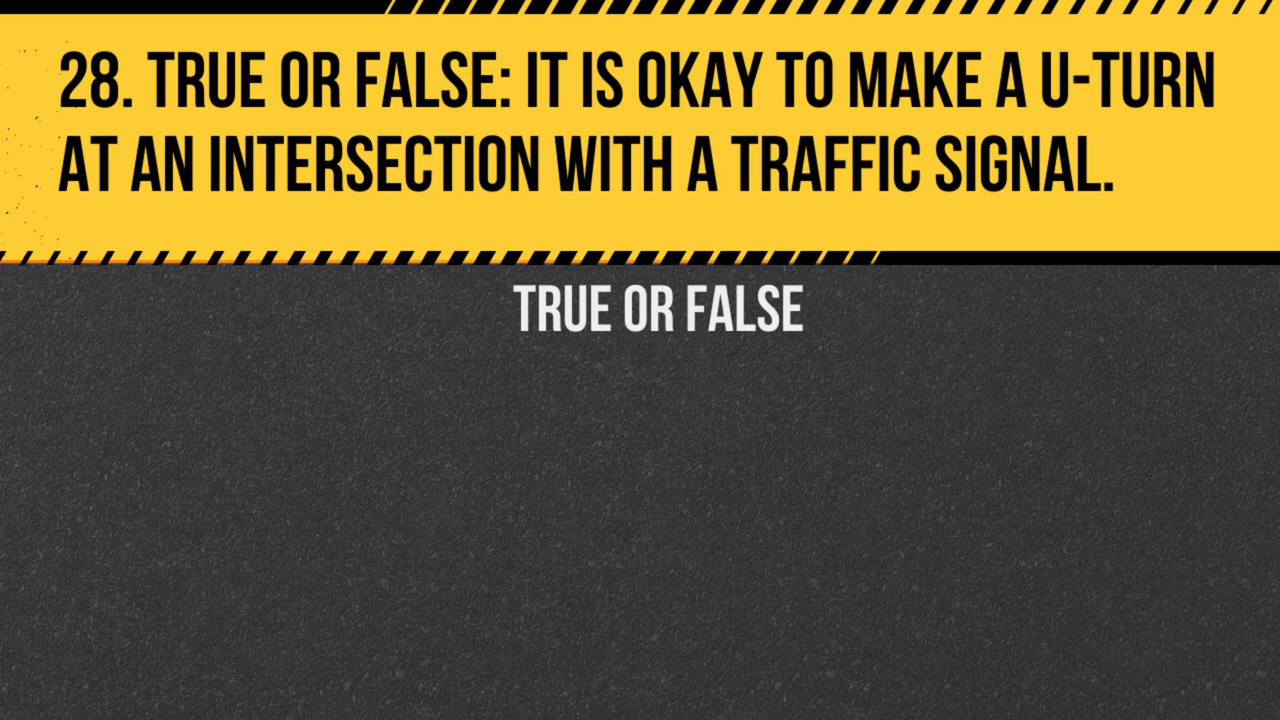 28. TRUE OR FALSE: IT IS OKAY TO MAKE A U-TURN
AT AN INTERSECTION WITH A TRAFFIC SIGNAL.
TRUE OR FALSE